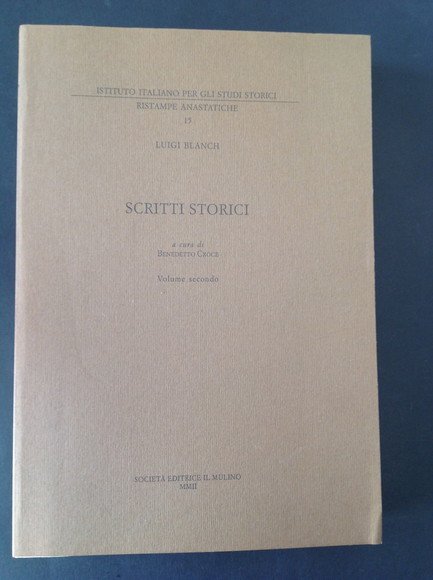 ISTITUTO ITALIANO PER GLI STUDI STORICI
RISTAMPE ANASTATICHE
15
LUIGI BLANCH
SCRITTI STORICI
a cura di
BENEDETTO CROCE
Volume secondo
SOCIETÀ EDITRICE IL MULINO
MMII